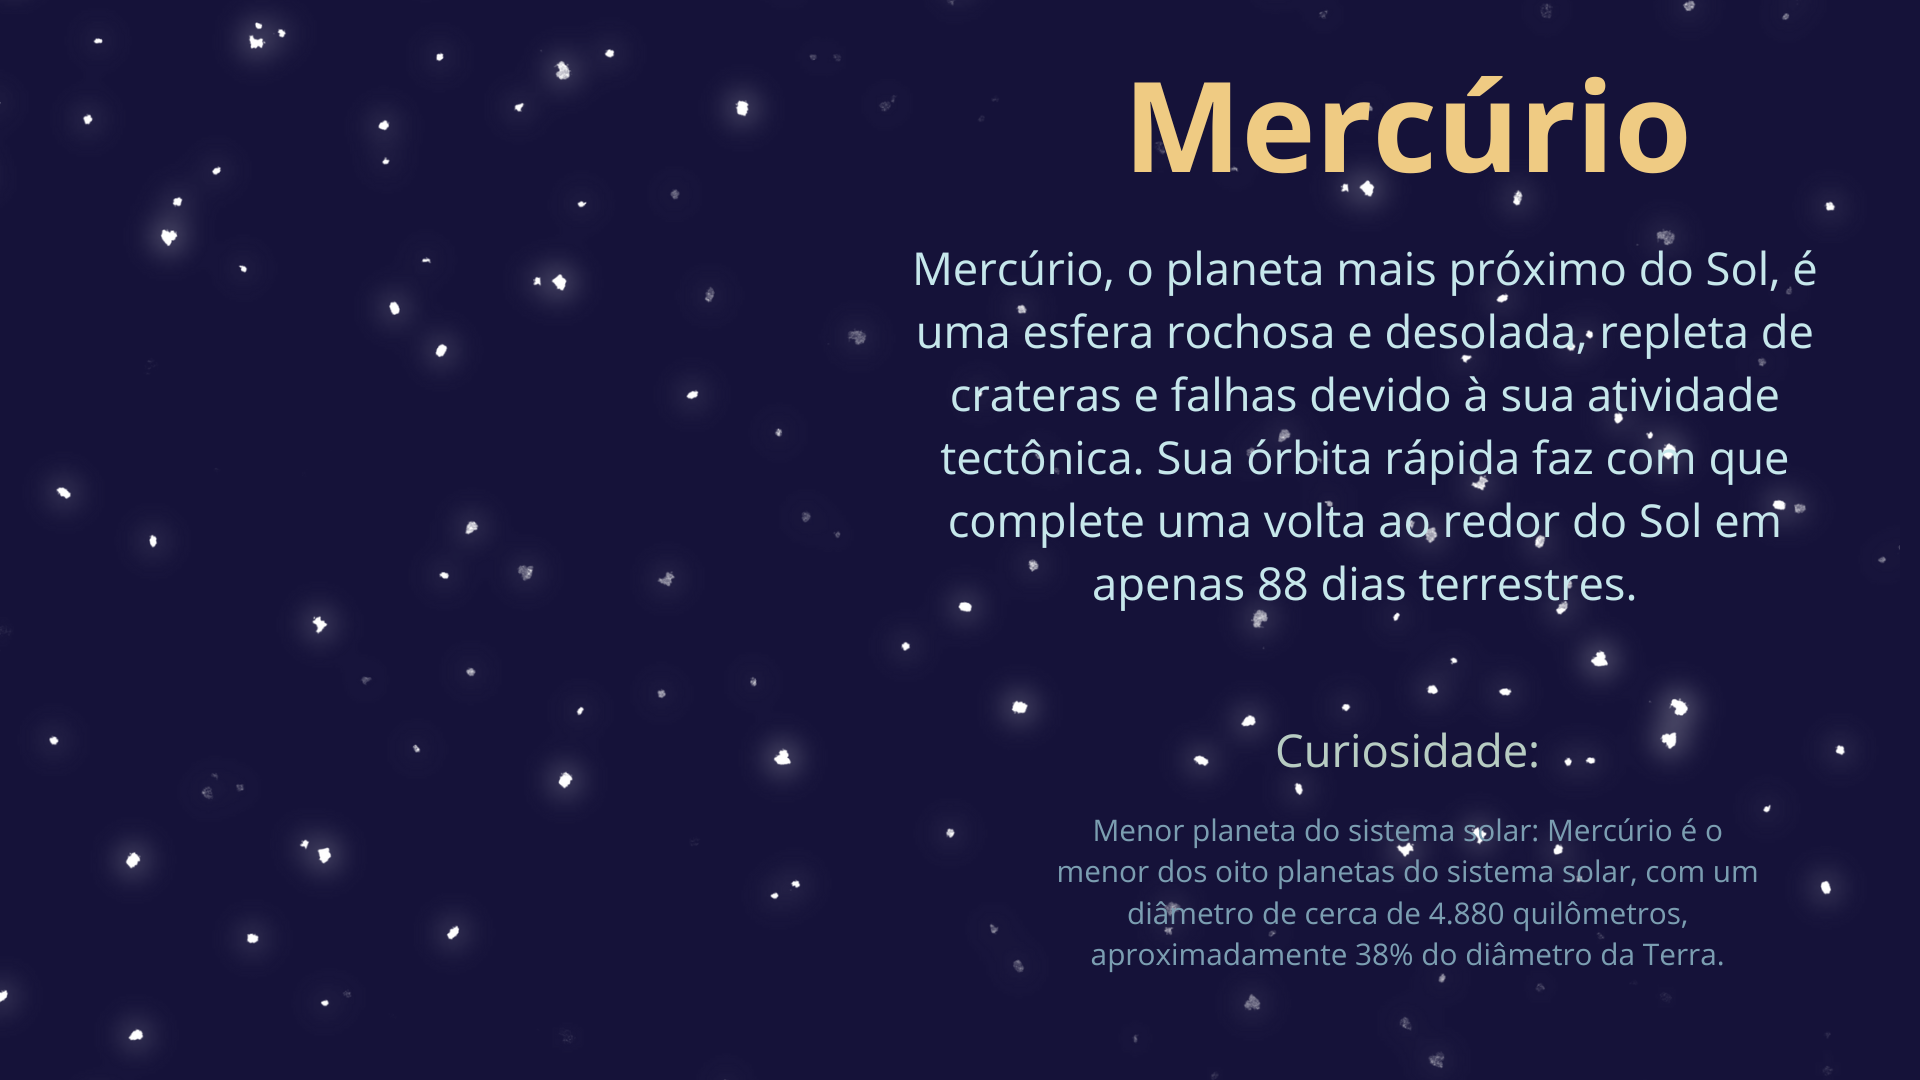 Mercúrio
Mercúrio, o planeta mais próximo do Sol, é
uma esfera rochosa e desolada, repleta de
crateras e falhas devido à sua atividade
tectônica. Sua órbita rápida faz com que
complete uma volta ao redor do Sol em
apenas 88 dias terrestres.
Curiosidade:
Menor planeta do sistema solar: Mercúrio é o
menor dos oito planetas do sistema solar, com um
diâmetro de cerca de 4.880 quilômetros,
aproximadamente 38% do diâmetro da Terra.